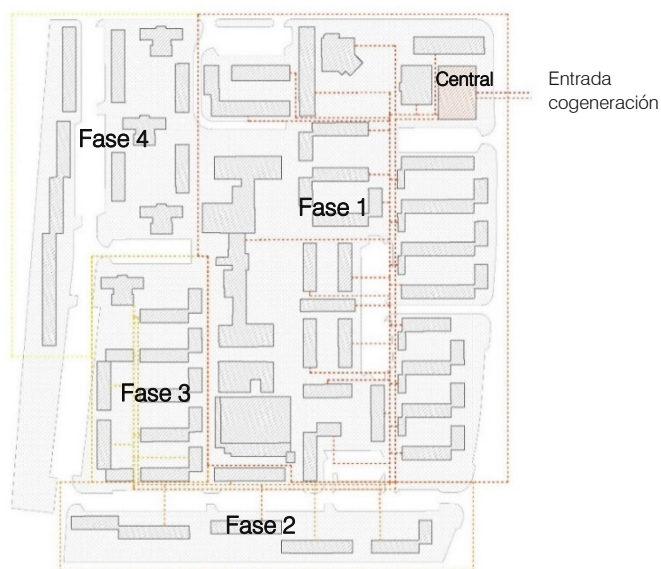 Central
Entrada
cogeneración
Fase 4
Fase 1
Fase 3
Fase 2